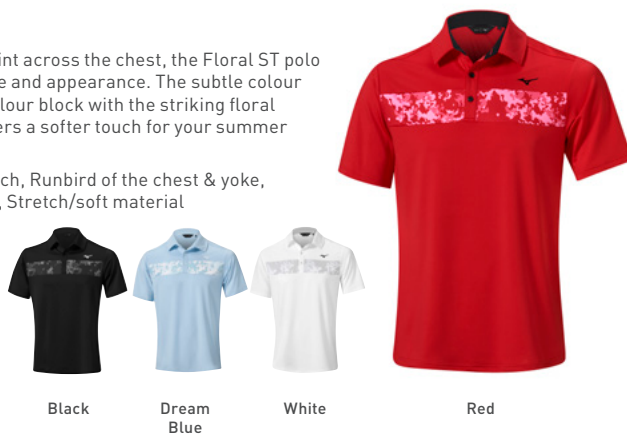 int across the chest, the Floral ST polo
e and appearance. The subtle colour
lour block with the striking floral
ers a softer touch for your summer
ch, Runbird of the chest & yoke,
, Stretch/soft material
Black
Dream
Blue
White
Red